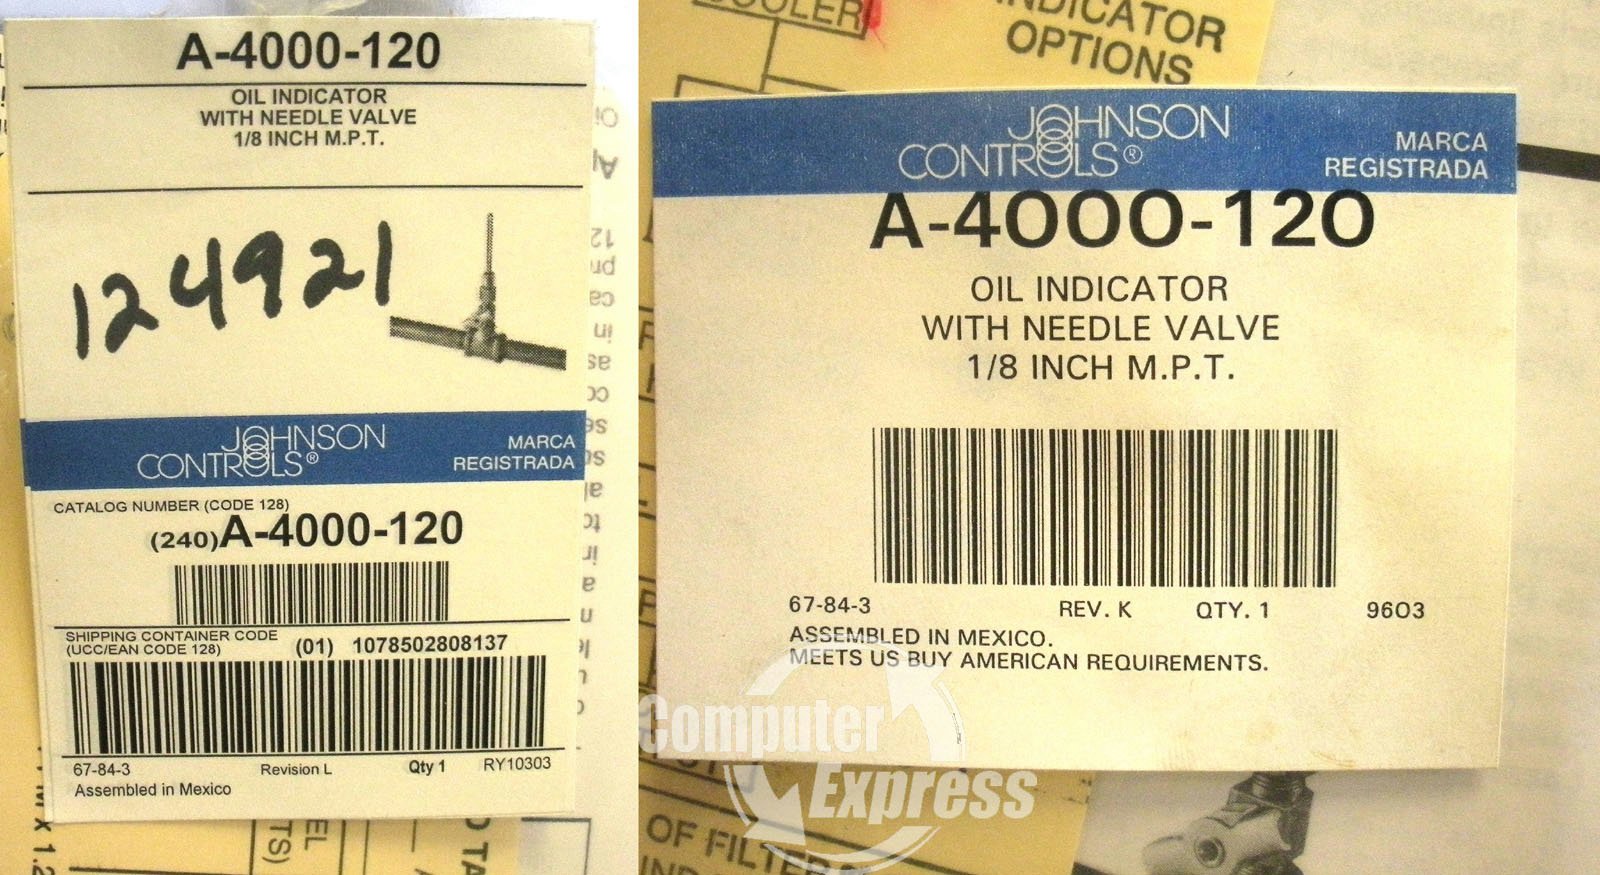 A-4000-120
OIL INDICATOR
WITH NEEDLE VALVE
1/8 INCH M.P.T.
124921
JOHNSON
CONTROLS®
MARCA
REGISTRADA
CATALOG NUMBER (CODE 128)
(240)A-4000-120
SHIPPING CONTAINER CODE
(UCC/EAN CODE 128)
(01) 1078502808137
67-84-3 Revision L Qty 1 RY10303
Assembled in Mexico
OOLER
NDICATOR
OPTIONS
JOHNSON
CONTROLS®
MARCA
REGISTRADA
A-4000-120
OIL INDICATOR
WITH NEEDLE VALVE
1/8 INCH M.P.T.
67-84-3 REV. K QTY. 1 9603
ASSEMBLED IN MEXICO.
MEETS US BUY AMERICAN REQUIREMENTS.
Computer
Express
OF FILTER